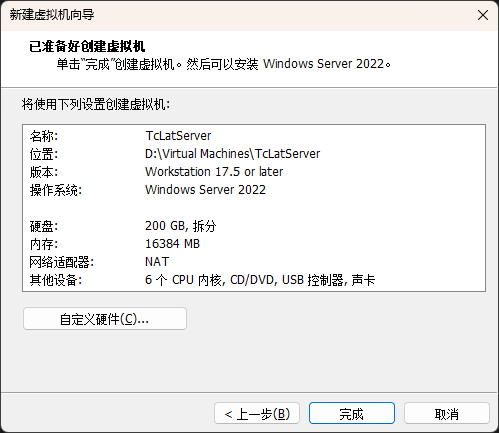 新建虚拟机向导
已准备好创建虚拟机
单击“完成”创建虚拟机。然后可以安装 Windows Server 2022。
将使用下列设置创建虚拟机:
名称: TcLatServer
位置: D:\Virtual Machines\TcLatServer
版本: Workstation 17.5 or later
操作系统: Windows Server 2022
硬盘: 200 GB, 拆分
内存: 16384 MB
网络适配器: NAT
其他设备: 6 个 CPU 内核, CD/DVD, USB 控制器, 声卡
自定义硬件(C)...
< 上一步(B) 完成 取消